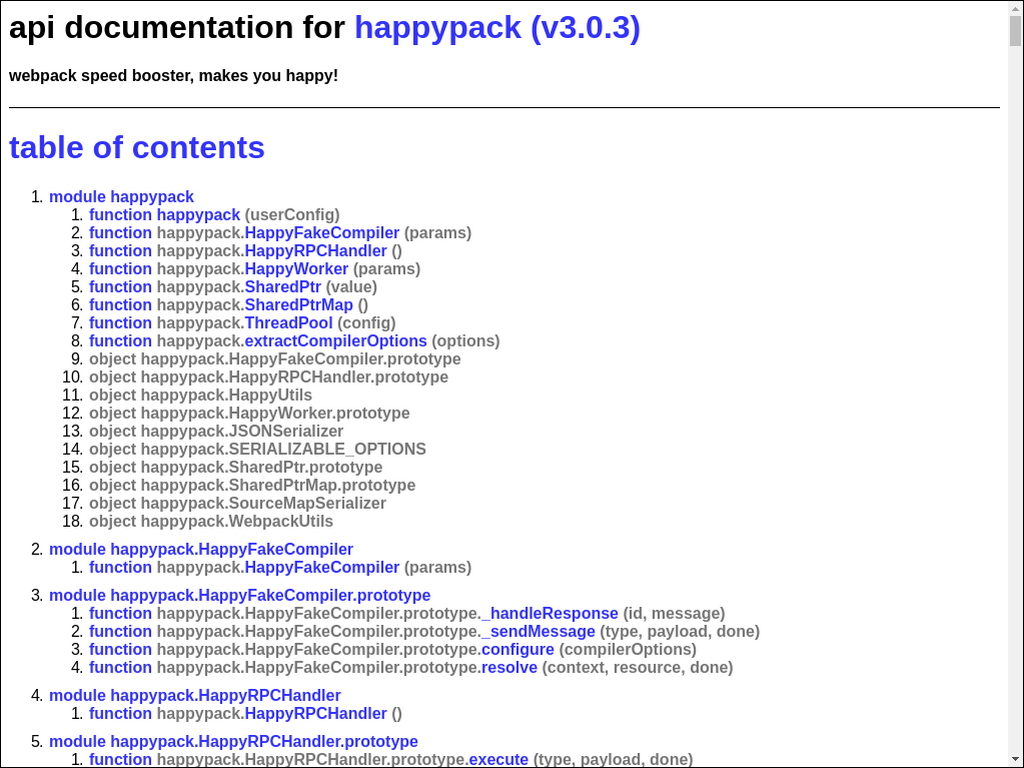 api documentation for happypack (v3.0.3)
webpack speed booster, makes you happy!
table of contents
1. module happypack
1. function happypack (userConfig)
2. function happypack.HappyFakeCompiler (params)
3. function happypack.HappyRPCHandler ()
4. function happypack.HappyWorker (params)
5. function happypack.SharedPtr (value)
6. function happypack.SharedPtrMap ()
7. function happypack.ThreadPool (config)
8. function happypack.extractCompilerOptions (options)
9. object happypack.HappyFakeCompiler.prototype
10. object happypack.HappyRPCHandler.prototype
11. object happypack.HappyUtils
12. object happypack.HappyWorker.prototype
13. object happypack.JSONSerializer
14. object happypack.SERIALIZABLE_OPTIONS
15. object happypack.SharedPtr.prototype
16. object happypack.SharedPtrMap.prototype
17. object happypack.SourceMapSerializer
18. object happypack.WebpackUtils
2. module happypack.HappyFakeCompiler
1. function happypack.HappyFakeCompiler (params)
3. module happypack.HappyFakeCompiler.prototype
1. function happypack.HappyFakeCompiler.prototype._handleResponse (id, message)
2. function happypack.HappyFakeCompiler.prototype._sendMessage (type, payload, done)
3. function happypack.HappyFakeCompiler.prototype.configure (compilerOptions)
4. function happypack.HappyFakeCompiler.prototype.resolve (context, resource, done)
4. module happypack.HappyRPCHandler
1. function happypack.HappyRPCHandler ()
5. module happypack.HappyRPCHandler.prototype
1. function happypack.HappyRPCHandler.prototype.execute (type, payload, done)